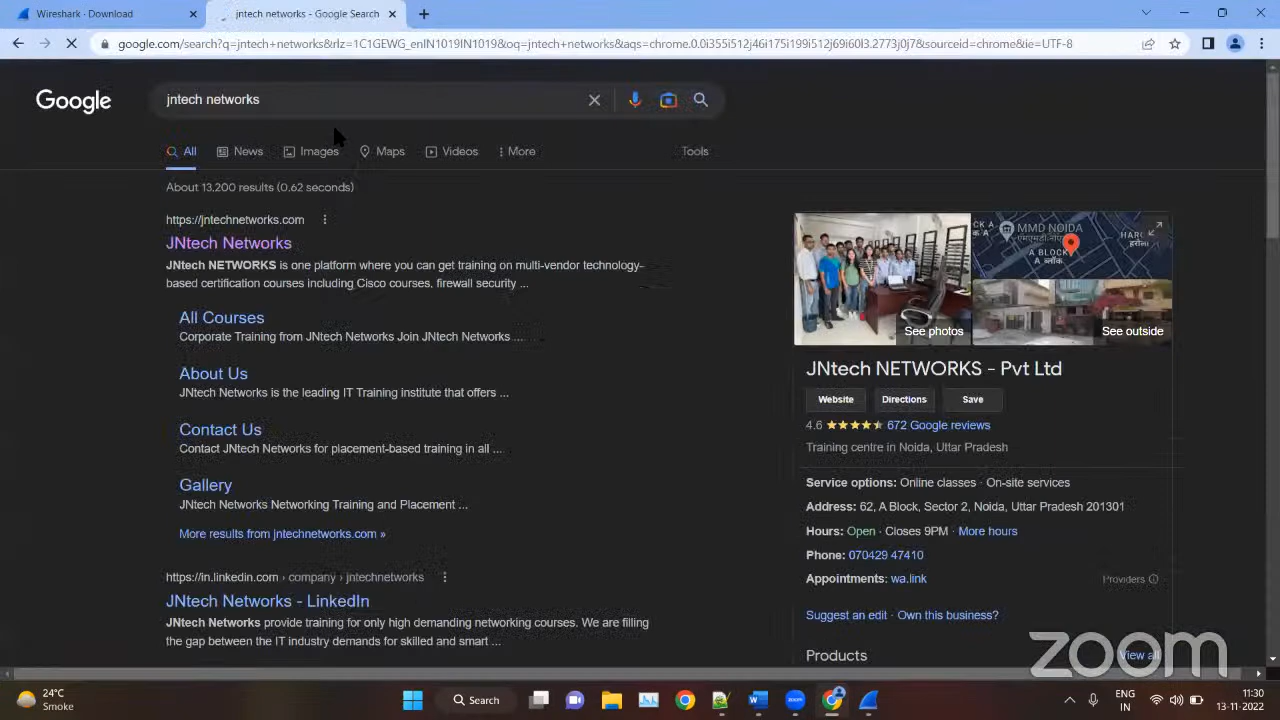 Wireshark · Download
jntech networks - Google Search
google.com/search?q=jntech+networks&rlz=1C1GEWG_enIN1019IN1019&oq=jntech+networks&aqs=chrome.0.0i355i512j46i175i199i512j69i60l3.2773j0j7&sourceid=chrome&ie=UTF-8
Google
jntech networks
All
News
Images
Maps
Videos
More
Tools
About 13,200 results (0.62 seconds)
https://jntechnetworks.com
JNtech Networks
JNtech NETWORKS is one platform where you can get training on multi-vendor technology-
based certification courses including Cisco courses, firewall security ...
All Courses
Corporate Training from JNtech Networks Join JNtech Networks ...
About Us
JNtech Networks is the leading IT Training institute that offers ...
Contact Us
Contact JNtech Networks for placement-based training in all ...
Gallery
JNtech Networks Networking Training and Placement ...
More results from jntechnetworks.com »
https://in.linkedin.com › company › jntechnetworks
JNtech Networks - LinkedIn
JNtech Networks provide training for only high demanding networking courses. We are filling
the gap between the IT industry demands for skilled and smart ...
See photos
MMD NOIDA
A BLOCK
A ब्लॉक
See outside
JNtech NETWORKS - Pvt Ltd
Website
Directions
Save
4.6 672 Google reviews
Training centre in Noida, Uttar Pradesh
Service options: Online classes · On-site services
Address: 62, A Block, Sector 2, Noida, Uttar Pradesh 201301
Hours: Open · Closes 9PM · More hours
Phone: 070429 47410
Appointments: wa.link
Providers
Suggest an edit · Own this business?
Products
View all
zoom
24°C
Smoke
Search
zoom
ENG
IN
11:30
13-11-2022